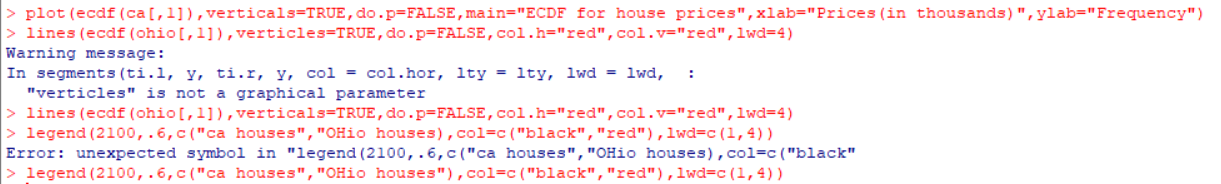 > plot(ecdf(ca[,1]),verticals=TRUE,do.p=FALSE,main="ECDF for house prices",xlab="Prices(in thousands)",ylab="Frequency")
> lines(ecdf(ohio[,1]),verticles=TRUE,do.p=FALSE,col.h="red",col.v="red",lwd=4)
Warning message:
In segments(ti.l, y, ti.r, y, col = col.hor, lty = lty, lwd = lwd,  :
  "verticles" is not a graphical parameter
> lines(ecdf(ohio[,1]),verticals=TRUE,do.p=FALSE,col.h="red",col.v="red",lwd=4)
> legend(2100,.6,c("ca houses","OHio houses),col=c("black","red"),lwd=c(1,4))
Error: unexpected symbol in "legend(2100,.6,c("ca houses","OHio houses),col=c("black"
> legend(2100,.6,c("ca houses","OHio houses"),col=c("black","red"),lwd=c(1,4))